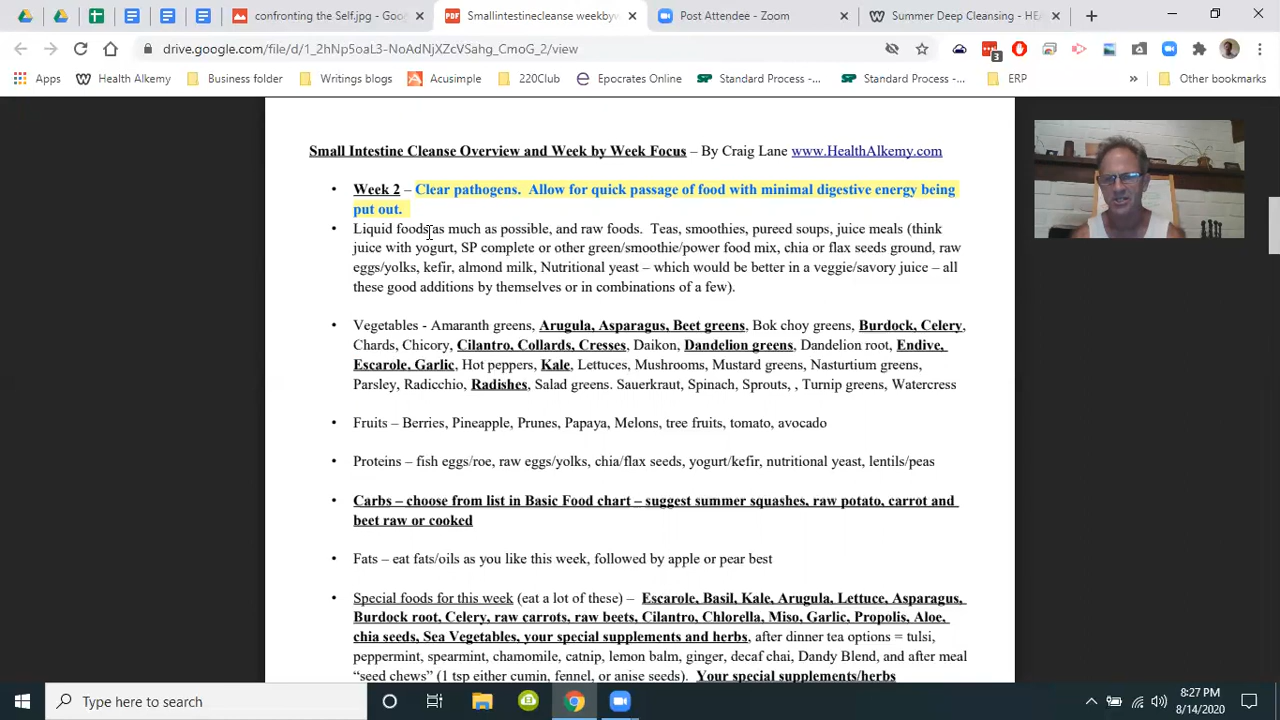 confronting the Self.jpg - Goo
Smallintestinecleanse weekbyw
Post Attendee - Zoom
Summer Deep Cleansing - HEA
drive.google.com/file/d/1_2hNp5oaL3-NoAdNjXZcVSahg_CmoG_2/view
3
Apps
Health Alkemy
Business folder
Writings blogs
Acusimple
220Club
Epocrates Online
Standard Process -...
Standard Process -...
ERP
»
Other bookmarks
Small Intestine Cleanse Overview and Week by Week Focus – By Craig Lane www.HealthAlkemy.com
• Week 2 – Clear pathogens. Allow for quick passage of food with minimal digestive energy being
put out.
• Liquid foods as much as possible, and raw foods. Teas, smoothies, pureed soups, juice meals (think
juice with yogurt, SP complete or other green/smoothie/power food mix, chia or flax seeds ground, raw
eggs/yolks, kefir, almond milk, Nutritional yeast – which would be better in a veggie/savory juice – all
these good additions by themselves or in combinations of a few).
• Vegetables - Amaranth greens, Arugula, Asparagus, Beet greens, Bok choy greens, Burdock, Celery,
Chards, Chicory, Cilantro, Collards, Cresses, Daikon, Dandelion greens, Dandelion root, Endive,
Escarole, Garlic, Hot peppers, Kale, Lettuces, Mushrooms, Mustard greens, Nasturtium greens,
Parsley, Radicchio, Radishes, Salad greens. Sauerkraut, Spinach, Sprouts, , Turnip greens, Watercress
• Fruits – Berries, Pineapple, Prunes, Papaya, Melons, tree fruits, tomato, avocado
• Proteins – fish eggs/roe, raw eggs/yolks, chia/flax seeds, yogurt/kefir, nutritional yeast, lentils/peas
• Carbs – choose from list in Basic Food chart – suggest summer squashes, raw potato, carrot and
beet raw or cooked
• Fats – eat fats/oils as you like this week, followed by apple or pear best
• Special foods for this week (eat a lot of these) – Escarole, Basil, Kale, Arugula, Lettuce, Asparagus,
Burdock root, Celery, raw carrots, raw beets, Cilantro, Chlorella, Miso, Garlic, Propolis, Aloe,
chia seeds, Sea Vegetables, your special supplements and herbs, after dinner tea options = tulsi,
peppermint, spearmint, chamomile, catnip, lemon balm, ginger, decaf chai, Dandy Blend, and after meal
“seed chews” (1 tsp either cumin, fennel, or anise seeds). Your special supplements/herbs
Type here to search
8:27 PM
8/14/2020